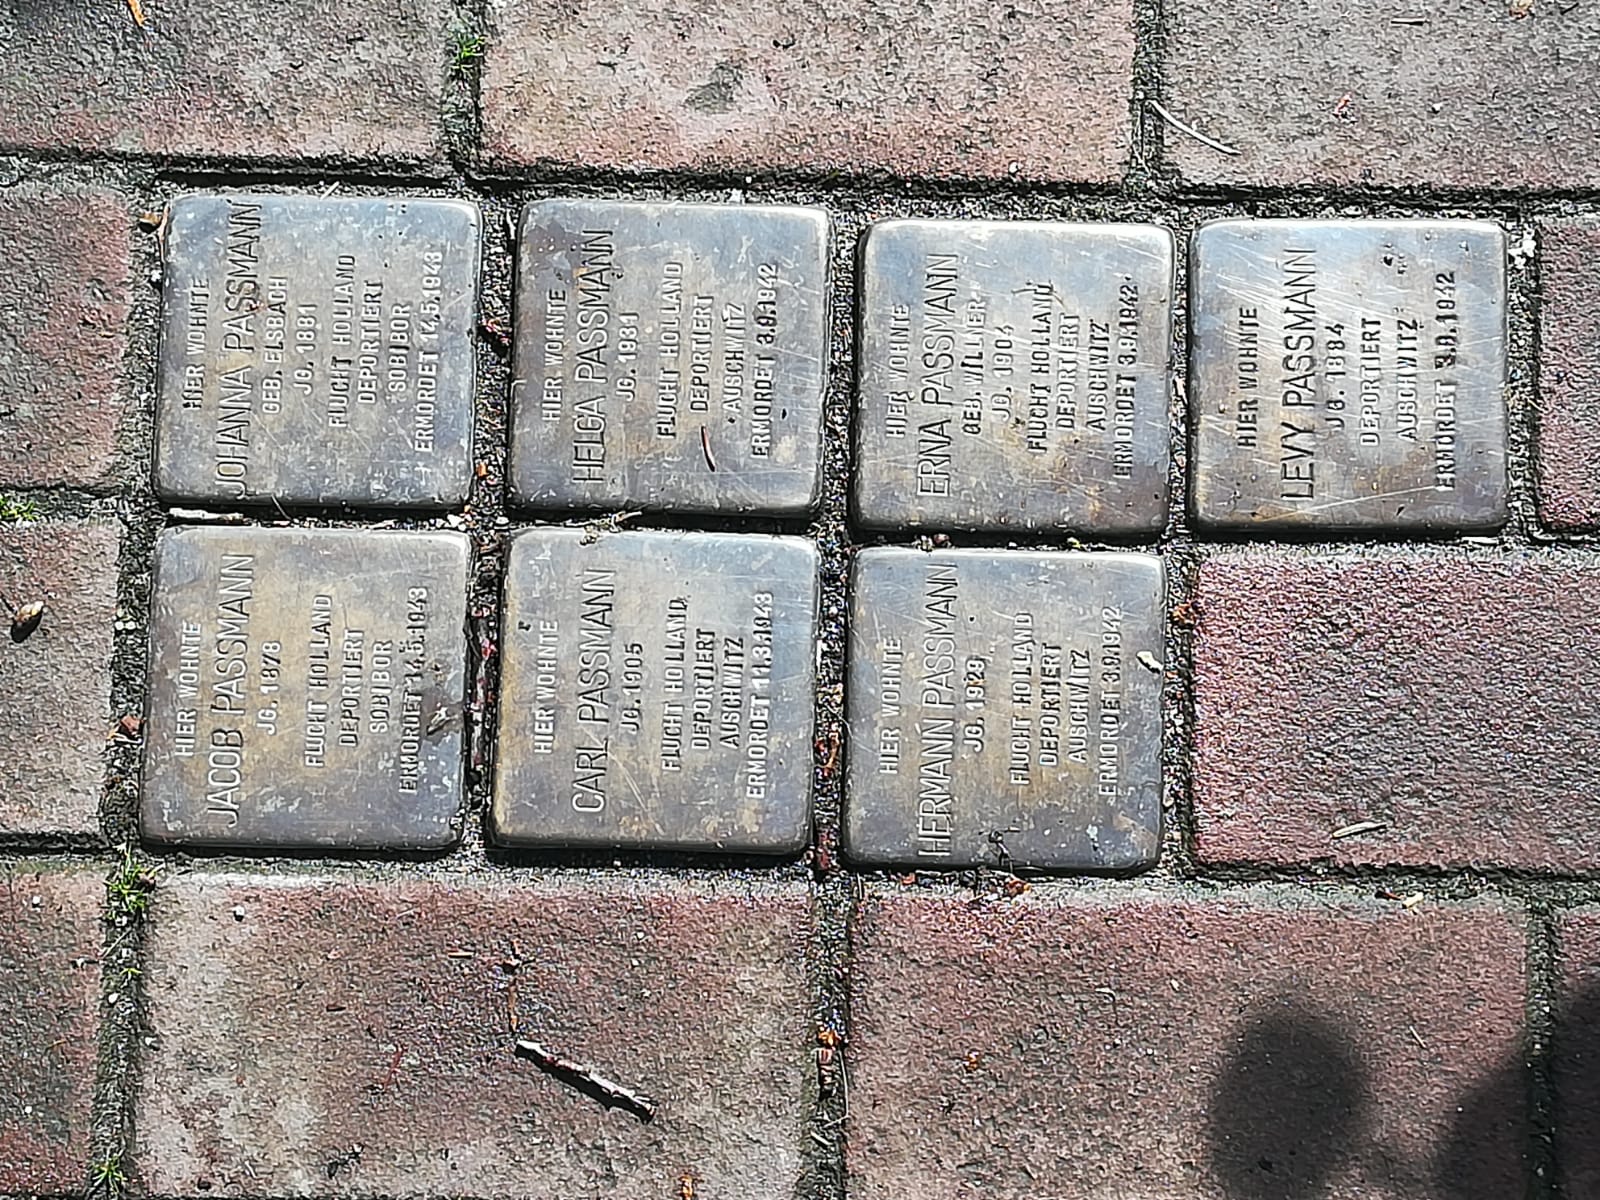 HIER WOHNTE
JACOB PASSMANN
JG. 1878
FLUCHT HOLLAND
DEPORTIERT
SOBIBOR
ERMORDET 14.5.1943
HIER WOHNTE
JOHANNA PASSMANN
GEB. ELSBACH
JG. 1881
FLUCHT HOLLAND
DEPORTIERT
SOBIBOR
ERMORDET 14.5.1943
HIER WOHNTE
CARL PASSMANN
JG. 1905
FLUCHT HOLLAND
DEPORTIERT
AUSCHWITZ
ERMORDET 11.3.1943
HIER WOHNTE
HELGA PASSMANN
JG. 1931
FLUCHT HOLLAND
DEPORTIERT
AUSCHWITZ
ERMORDET 3.9.1942
HIER WOHNTE
HERMANN PASSMANN
JG. 1929
FLUCHT HOLLAND
DEPORTIERT
AUSCHWITZ
ERMORDET 3.9.1942
HIER WOHNTE
ERNA PASSMANN
GEB. WILLNER
JG. 1904
FLUCHT HOLLAND
DEPORTIERT
AUSCHWITZ
ERMORDET 3.9.1942
HIER WOHNTE
LEVY PASSMANN
JG. 1884
DEPORTIERT
AUSCHWITZ
ERMORDET 3.9.1942